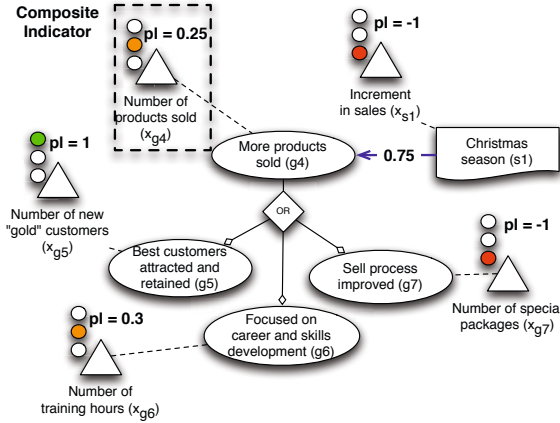 Composite
Indicator
pl = 0.25
Number of
products sold
(xg4)
pl = -1
Increment
in sales (xs1)
More products
sold (g4)
0.75
Christmas
season (s1)
pl = 1
Number of new
"gold" customers
(xg5)
OR
Best customers
attracted and
retained (g5)
Sell process
improved (g7)
pl = -1
Number of specia
packages (xg7)
pl = 0.3
Number of
training hours (xg6)
Focused on
career and skills
development (g6)